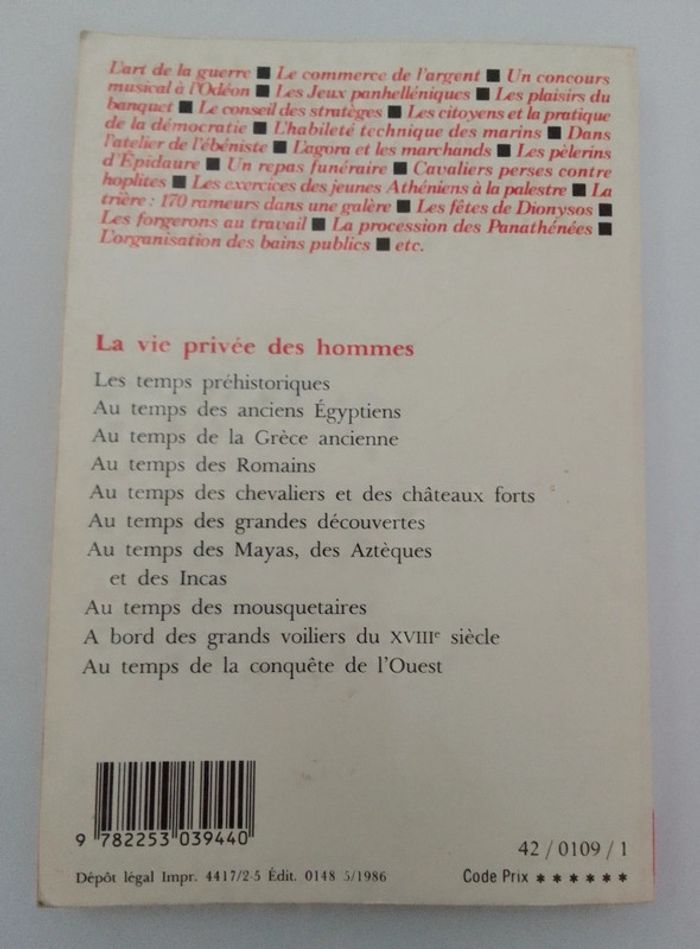 L'art de la guerre ■ Le commerce de l'argent ■ Un concours
musical à l'Odéon ■ Les Jeux panhelléniques ■ Les plaisirs du
banquet ■ Le conseil des stratèges ■ Les citoyens et la pratique
de la démocratie ■ L'habileté technique des marins ■ Dans
l'atelier de l'ébéniste ■ L'agora et les marchands ■ Les pèlerins
d'Épidaure ■ Un repas funéraire ■ Cavaliers perses contre
hoplites ■ Les exercices des jeunes Athéniens à la palestre ■ La
trière : 170 rameurs dans une galère ■ Les fêtes de Dionysos ■
Les forgerons au travail ■ La procession des Panathénées ■
L'organisation des bains publics ■ etc.
La vie privée des hommes
Les temps préhistoriques
Au temps des anciens Égyptiens
Au temps de la Grèce ancienne
Au temps des Romains
Au temps des chevaliers et des châteaux forts
Au temps des grandes découvertes
Au temps des Mayas, des Aztèques
et des Incas
Au temps des mousquetaires
A bord des grands voiliers du XVIIIe siècle
Au temps de la conquête de l'Ouest
9 782253 039440
42 / 0109 / 1
Dépôt légal Impr. 4417/2-5 Édit. 0148 5/1986
Code Prix ∗ ∗ ∗ ∗ ∗ ∗